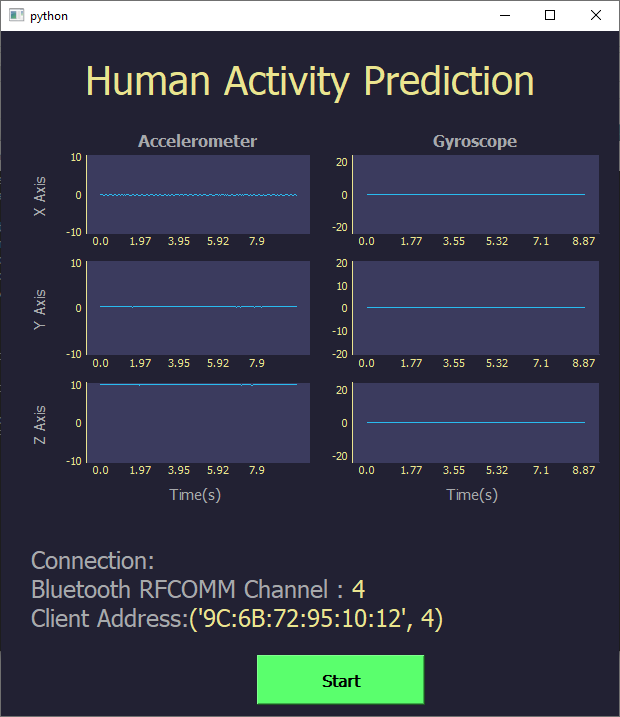 python
Human Activity Prediction
Accelerometer
Gyroscope
X Axis
10
0
-10
0.0 1.97 3.95 5.92 7.9
20
0
-20
0.0 1.77 3.55 5.32 7.1 8.87
Y Axis
10
0
-10
0.0 1.97 3.95 5.92 7.9
20
10
0
-10
-20
0.0 1.77 3.55 5.32 7.1 8.87
Z Axis
10
0
-10
0.0 1.97 3.95 5.92 7.9
20
0
-20
0.0 1.77 3.55 5.32 7.1 8.87
Time(s)
Time(s)
Connection:
Bluetooth RFCOMM Channel : 4
Client Address:('9C:6B:72:95:10:12', 4)
Start